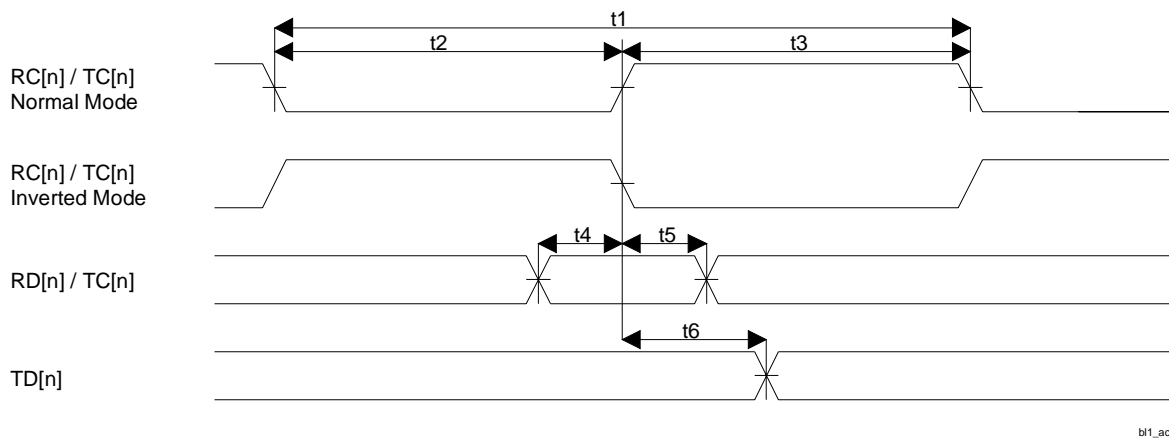 t1
t2
t3
RC[n] / TC[n]
Normal Mode
RC[n] / TC[n]
Inverted Mode
t4
t5
RD[n] / TC[n]
t6
TD[n]
bl1_ac